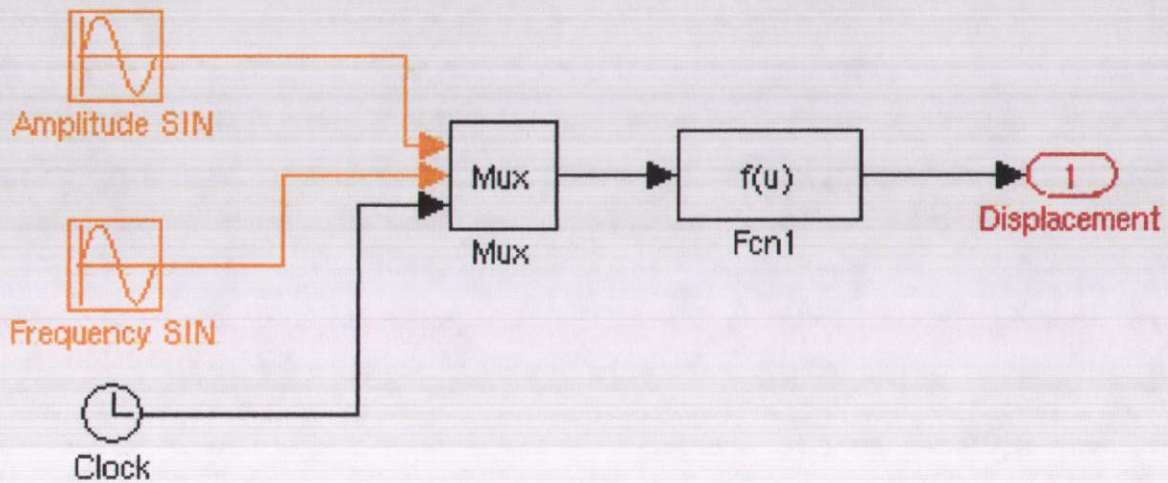 Amplitude SIN
Mux
f(u)
1
Displacement
Fcn1
Mux
Frequency SIN
Clock